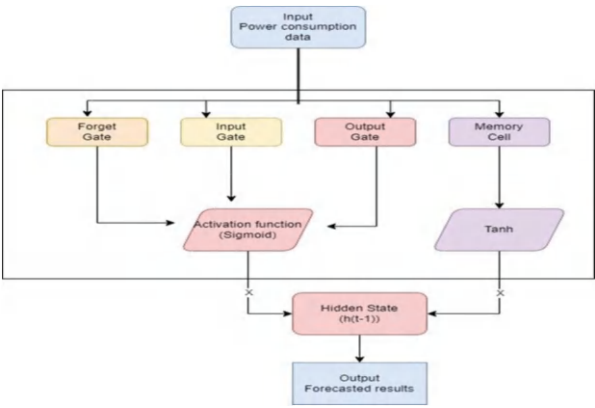 Input
Power consumption
data
Forget
Gate
Input
Gate
Output
Gate
Memory
Cell
Activation function
(Sigmoid)
Tanh
X
X
Hidden State
(h(t-1))
Output
Forecasted results